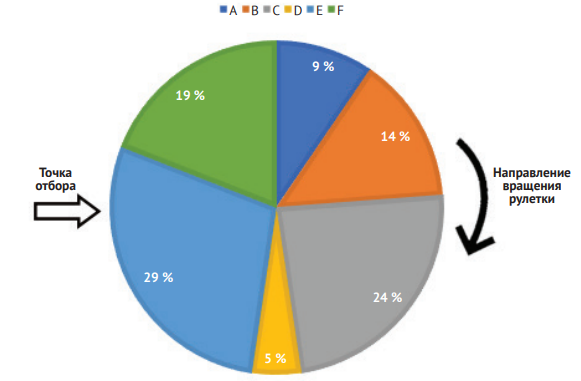 A B C D E F
9 %
19 %
14 %
Точка
отбора
Направление
вращения
рулетки
29 %
24 %
5 %